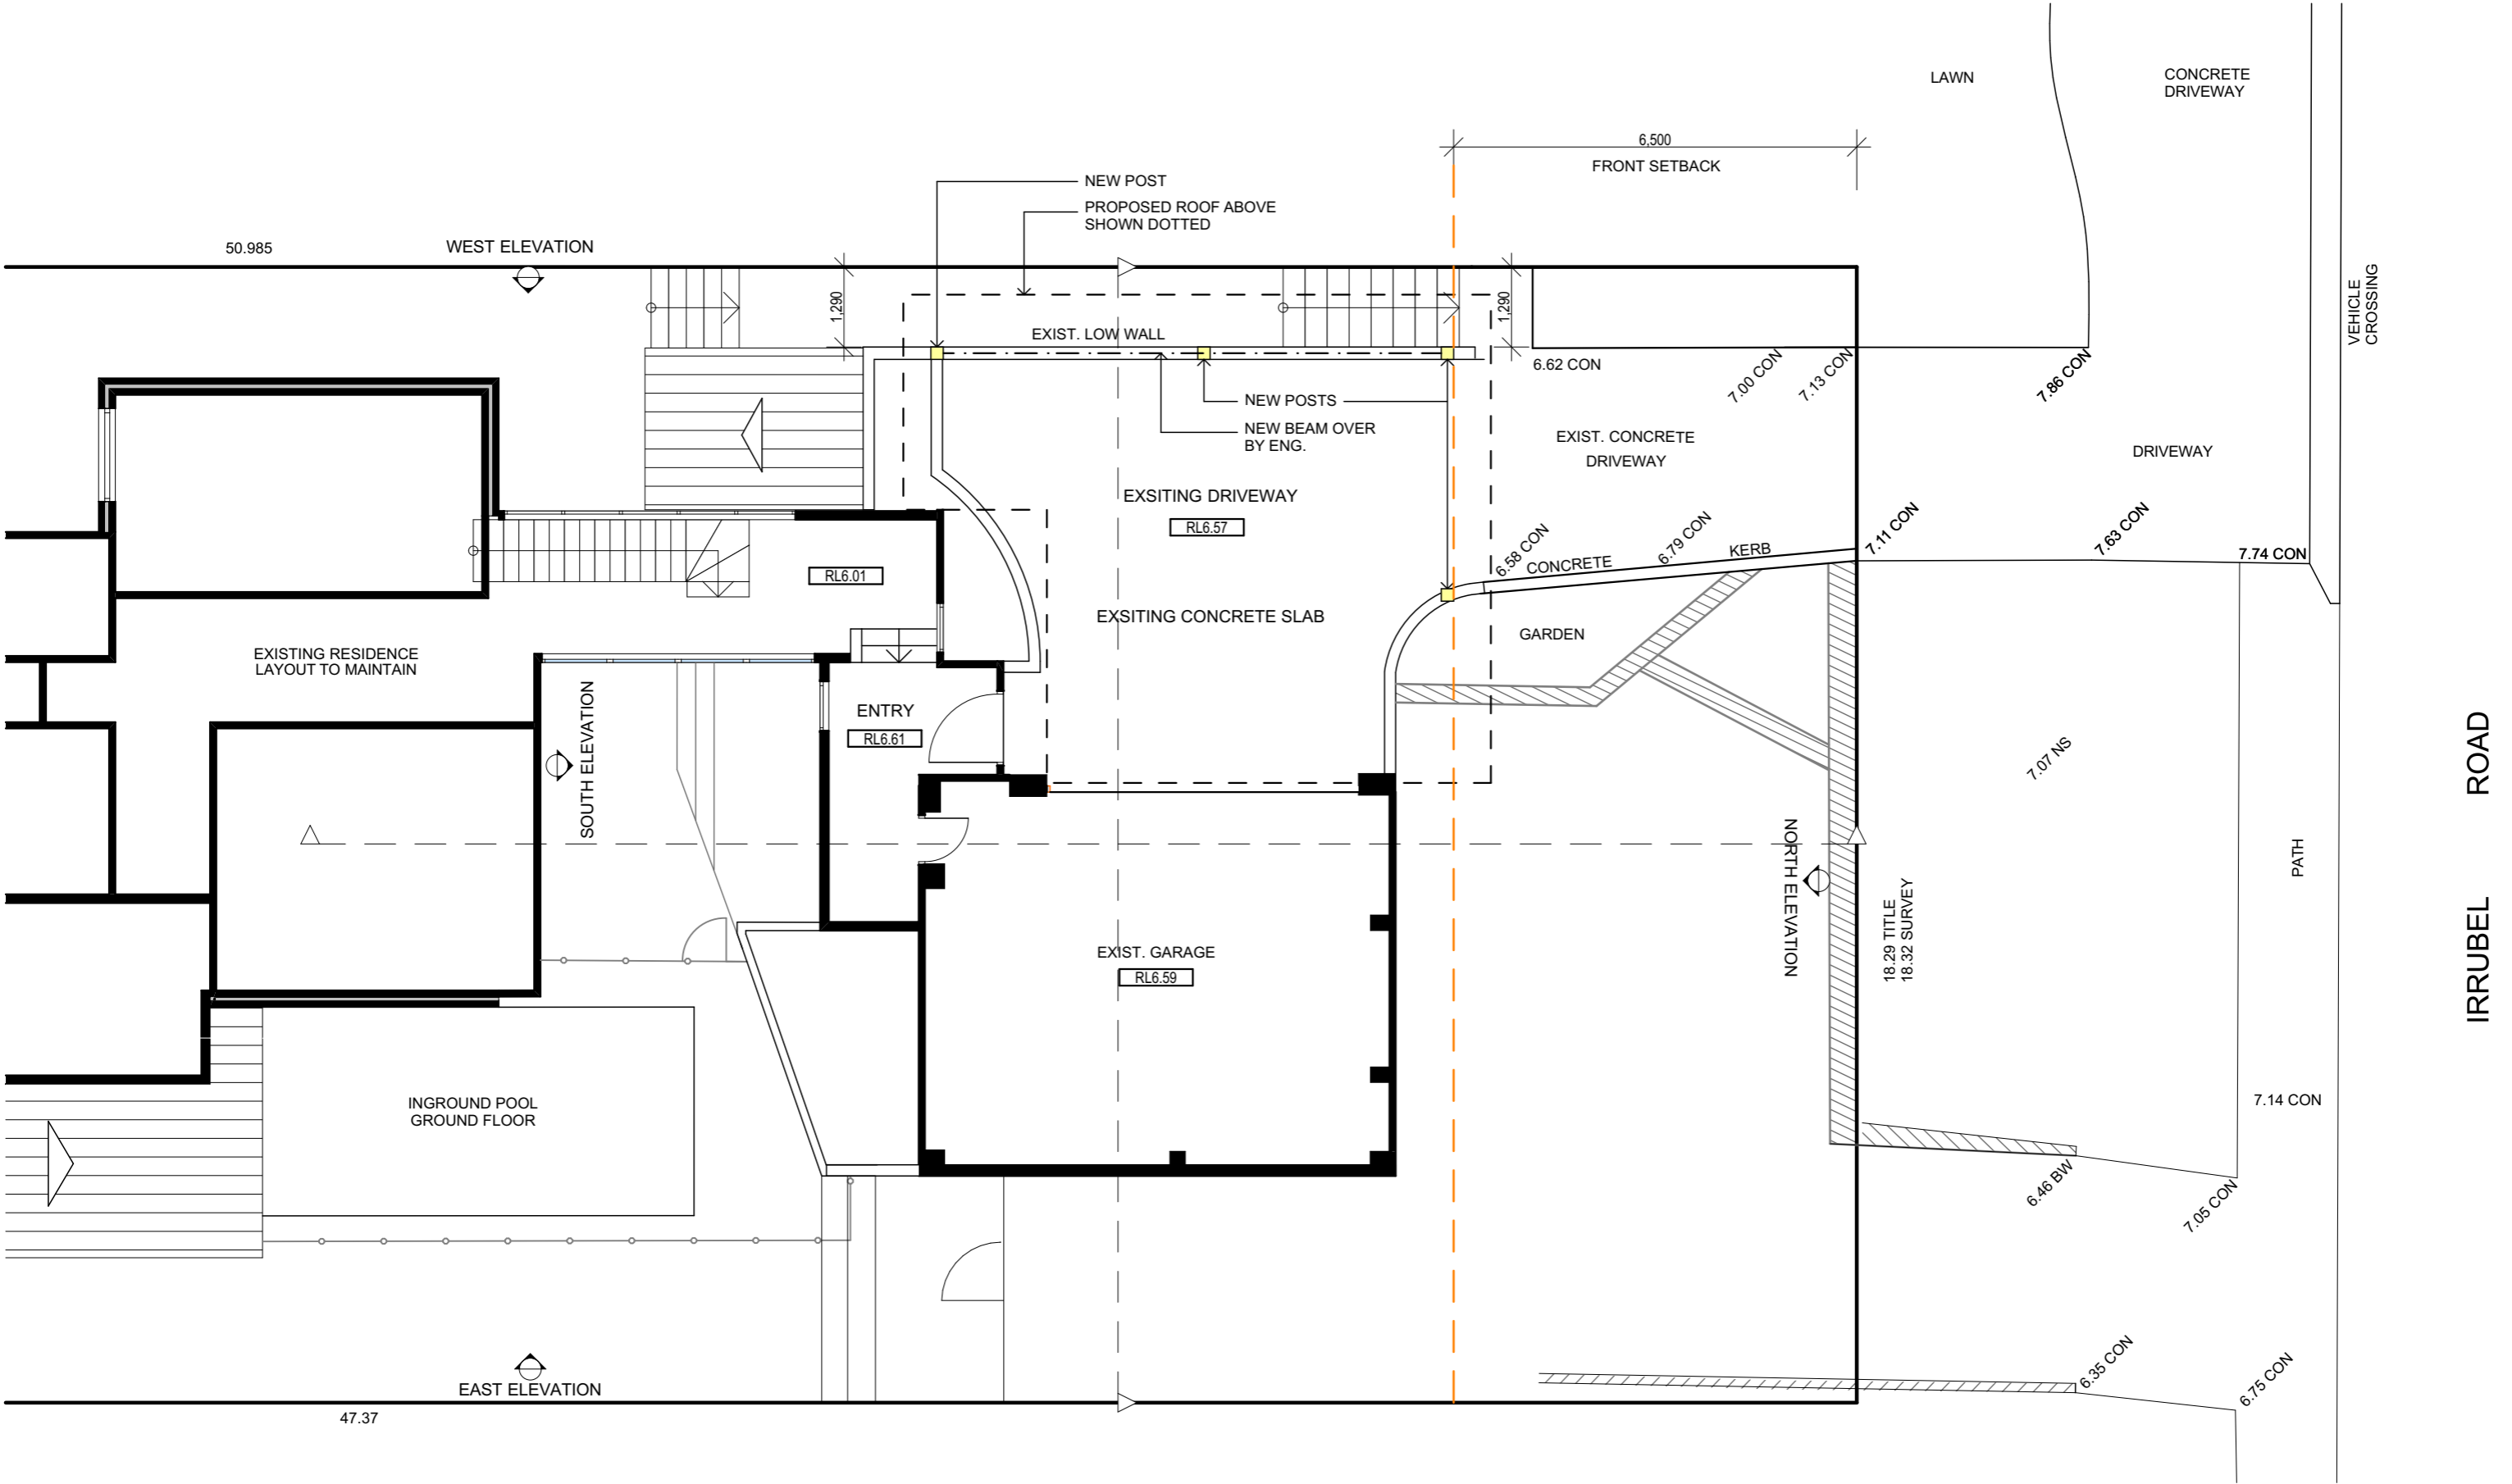 LAWN
CONCRETE
DRIVEWAY
6,500
FRONT SETBACK
NEW POST
PROPOSED ROOF ABOVE
SHOWN DOTTED
50.985
WEST ELEVATION
VEHICLE
CROSSING
1,290
1,290
EXIST. LOW WALL
6.62 CON
7.00 CON
7.13 CON
7.86 CON
NEW POSTS
NEW BEAM OVER
BY ENG.
EXIST. CONCRETE
DRIVEWAY
DRIVEWAY
EXSITING DRIVEWAY
RL6.57
6.58 CON
6.79 CON
7.11 CON
7.63 CON
7.74 CON
CONCRETE KERB
RL6.01
EXSITING CONCRETE SLAB
GARDEN
EXISTING RESIDENCE
LAYOUT TO MAINTAIN
SOUTH ELEVATION
ENTRY
RL6.61
7.07 NS
IRRUBEL ROAD
PATH
NORTH ELEVATION
18.29 TITLE
18.32 SURVEY
EXIST. GARAGE
RL6.59
INGROUND POOL
GROUND FLOOR
7.14 CON
6.46 BW
7.05 CON
EAST ELEVATION
47.37
6.35 CON
6.75 CON